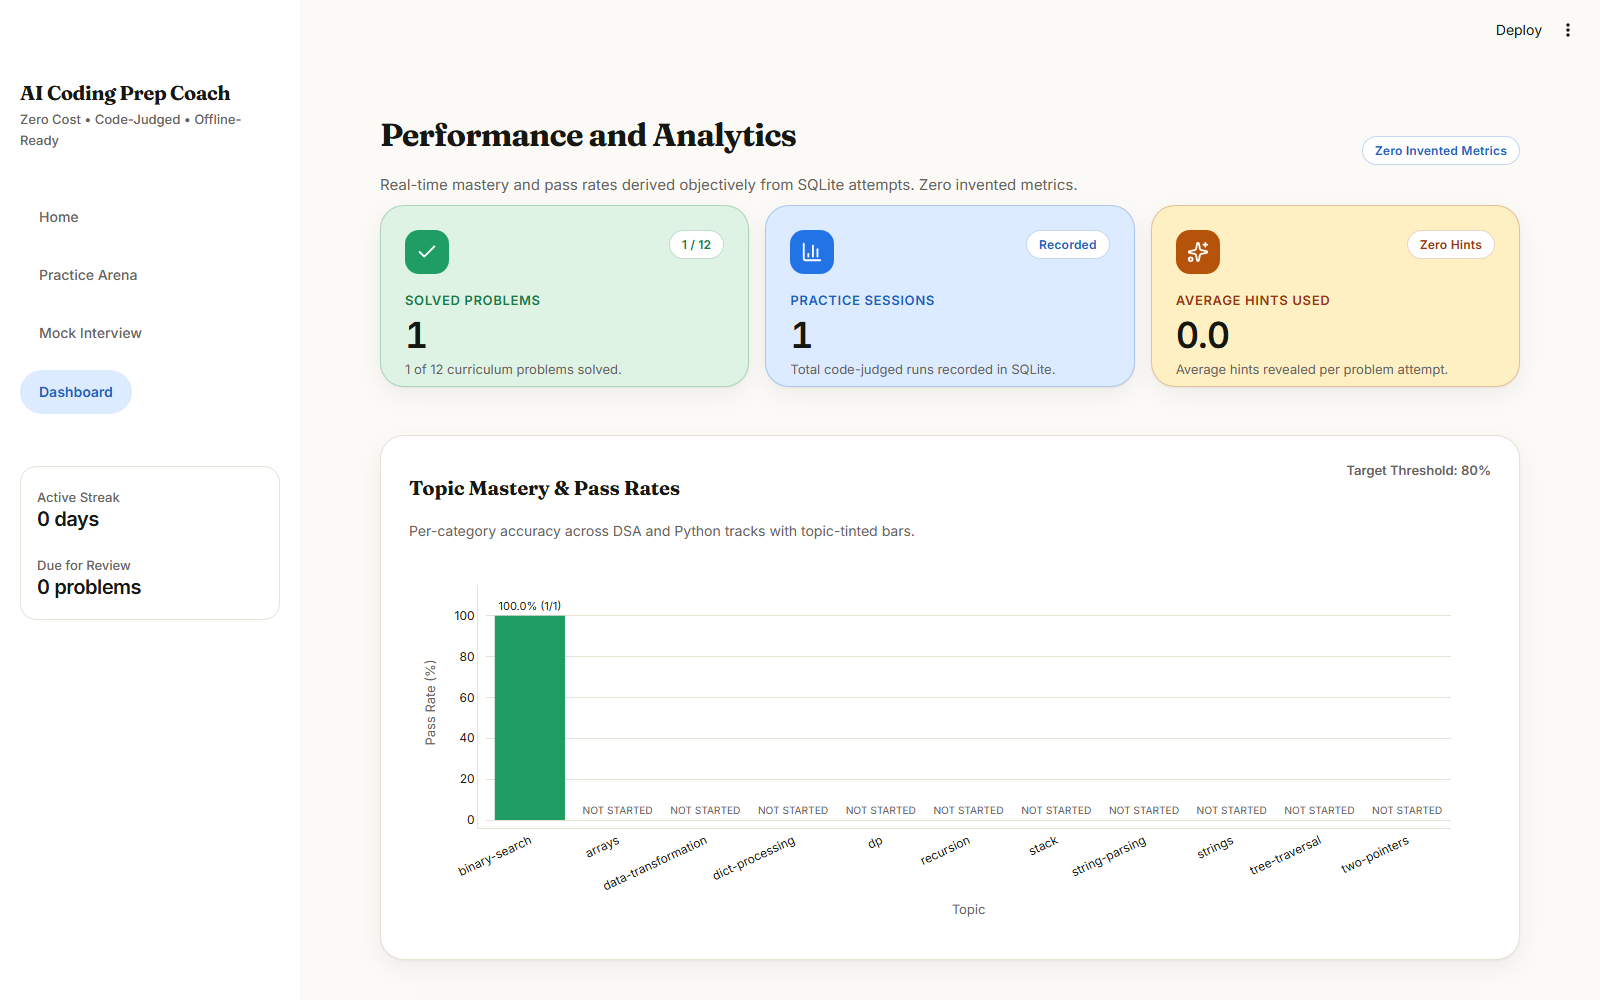 Deploy
AI Coding Prep Coach
Zero Cost • Code-Judged • Offline-
Ready
Home
Practice Arena
Mock Interview
Dashboard
Active Streak
0 days
Due for Review
0 problems
Performance and Analytics
Zero Invented Metrics
Real-time mastery and pass rates derived objectively from SQLite attempts. Zero invented metrics.
1 / 12
SOLVED PROBLEMS
1
1 of 12 curriculum problems solved.
Recorded
PRACTICE SESSIONS
1
Total code-judged runs recorded in SQLite.
Zero Hints
AVERAGE HINTS USED
0.0
Average hints revealed per problem attempt.
Target Threshold: 80%
Topic Mastery & Pass Rates
Per-category accuracy across DSA and Python tracks with topic-tinted bars.
Pass Rate (%)
100
80
60
40
20
0
100.0% (1/1)
NOT STARTED
NOT STARTED
NOT STARTED
NOT STARTED
NOT STARTED
NOT STARTED
NOT STARTED
NOT STARTED
NOT STARTED
NOT STARTED
binary-search
arrays
data-transformation
dict-processing
dp
recursion
stack
string-parsing
strings
tree-traversal
two-pointers
Topic